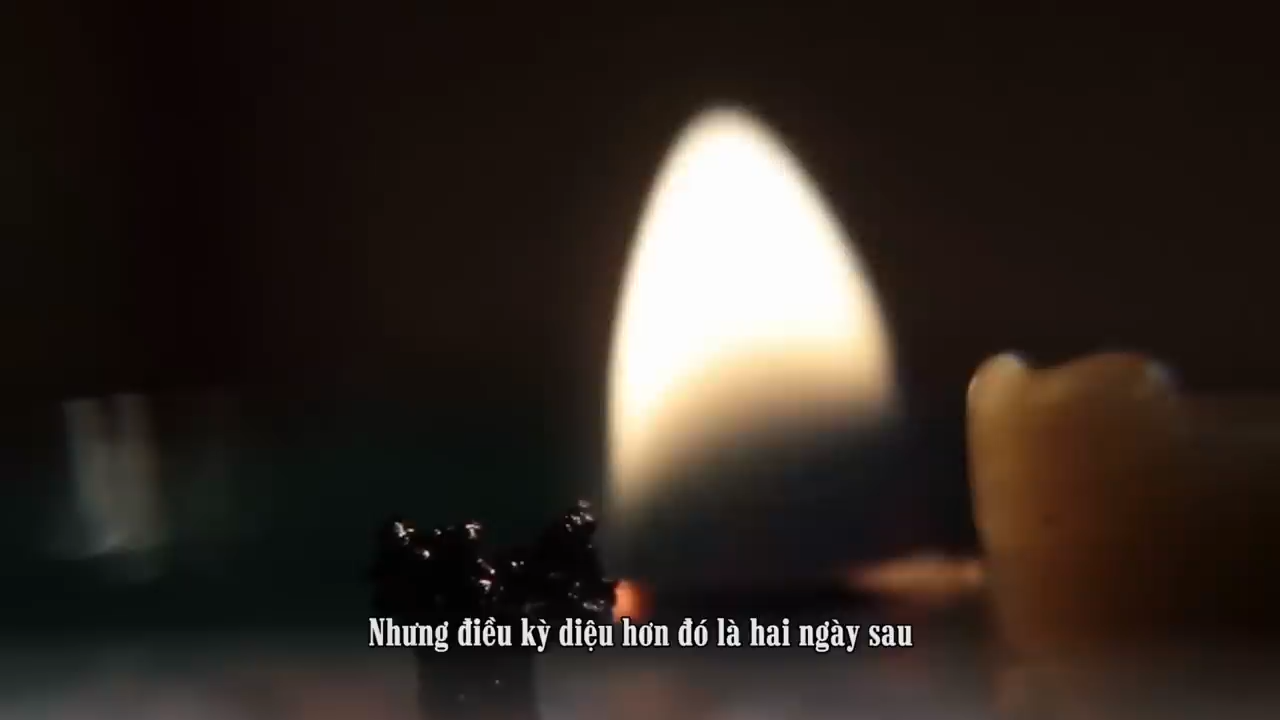 Nhưng điều kỳ diệu hơn đó là hai ngày sau